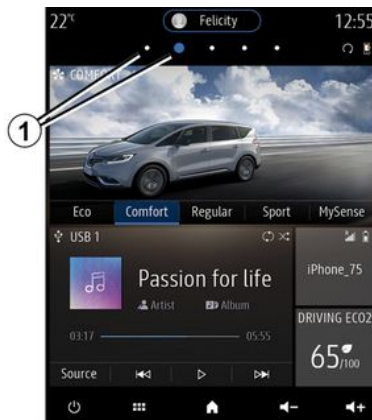 22°C Felicity 12:55
1
COMFORT
Eco Comfort Regular Sport MySense
USB 1
iPhone_75
Passion for life
Artist Album
DRIVING ECO2
03:17 05:55
65/100
Source